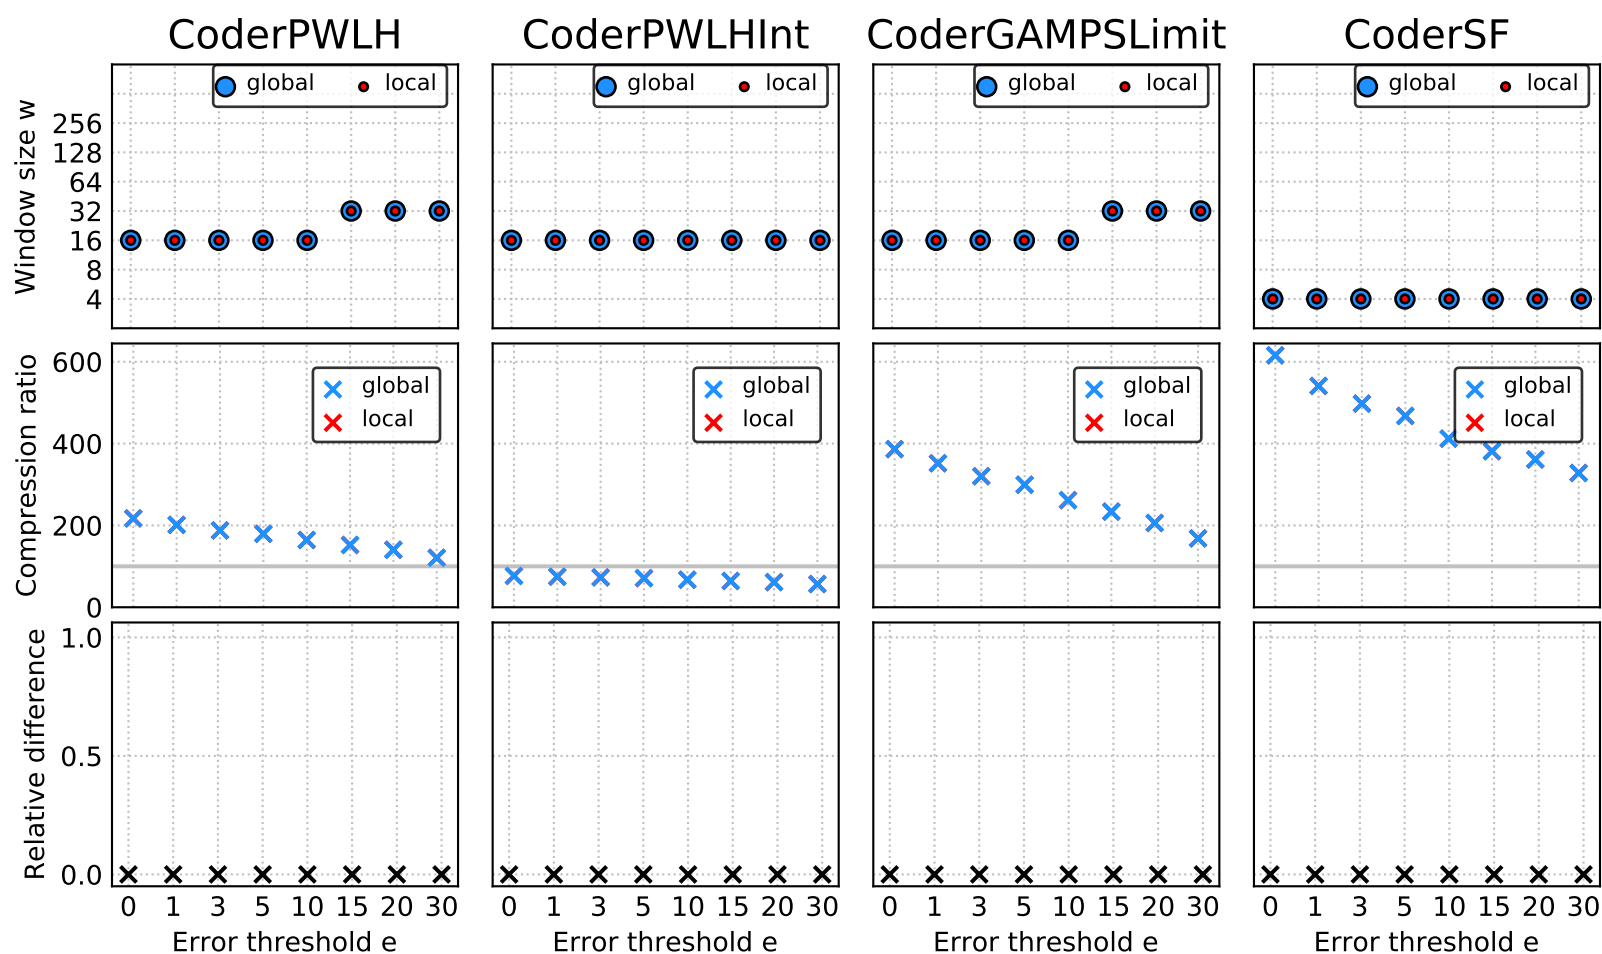 CoderPWLH CoderPWLHInt CoderGAMPSLimit CoderSF
Window size w
256
128
64
32
16
8
4
global local
global local
global local
global local
Compression ratio
600
400
200
0
global
local
global
local
global
local
global
local
Relative difference
1.0
0.5
0.0
0 1 3 5 10 15 20 30
0 1 3 5 10 15 20 30
0 1 3 5 10 15 20 30
0 1 3 5 10 15 20 30
Error threshold e
Error threshold e
Error threshold e
Error threshold e